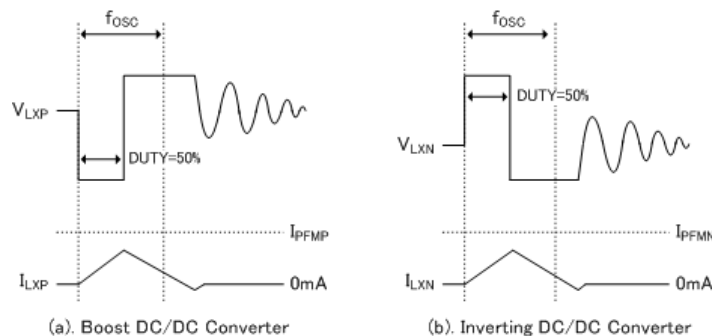 fOSC
VLXP
DUTY=50%
IPFMP
ILXP
0mA
(a). Boost DC/DC Converter
fOSC
VLXN
DUTY=50%
IPFMN
ILXN
0mA
(b). Inverting DC/DC Converter